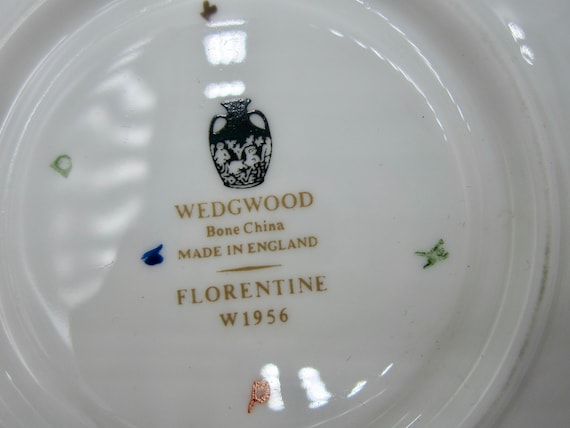 WEDGWOOD
Bone China
MADE IN ENGLAND
FLORENTINE
W1956